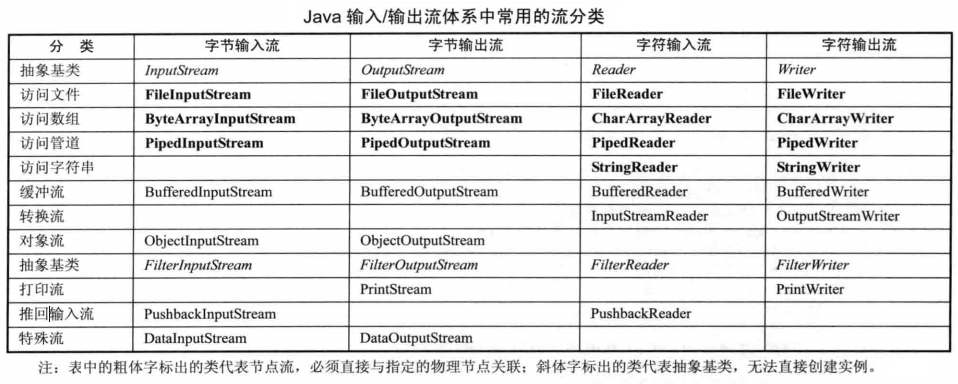 Java 输入/输出流体系中常用的流分类
分 类 字节输入流 字节输出流 字符输入流 字符输出流
抽象基类 InputStream OutputStream Reader Writer
访问文件 FileInputStream FileOutputStream FileReader FileWriter
访问数组 ByteArrayInputStream ByteArrayOutputStream CharArrayReader CharArrayWriter
访问管道 PipedInputStream PipedOutputStream PipedReader PipedWriter
访问字符串 StringReader StringWriter
缓冲流 BufferedInputStream BufferedOutputStream BufferedReader BufferedWriter
转换流 InputStreamReader OutputStreamWriter
对象流 ObjectInputStream ObjectOutputStream
抽象基类 FilterInputStream FilterOutputStream FilterReader FilterWriter
打印流 PrintStream PrintWriter
推回输入流 PushbackInputStream PushbackReader
特殊流 DataInputStream DataOutputStream
注：表中的粗体字标出的类代表节点流，必须直接与指定的物理节点关联；斜体字标出的类代表抽象基类，无法直接创建实例。